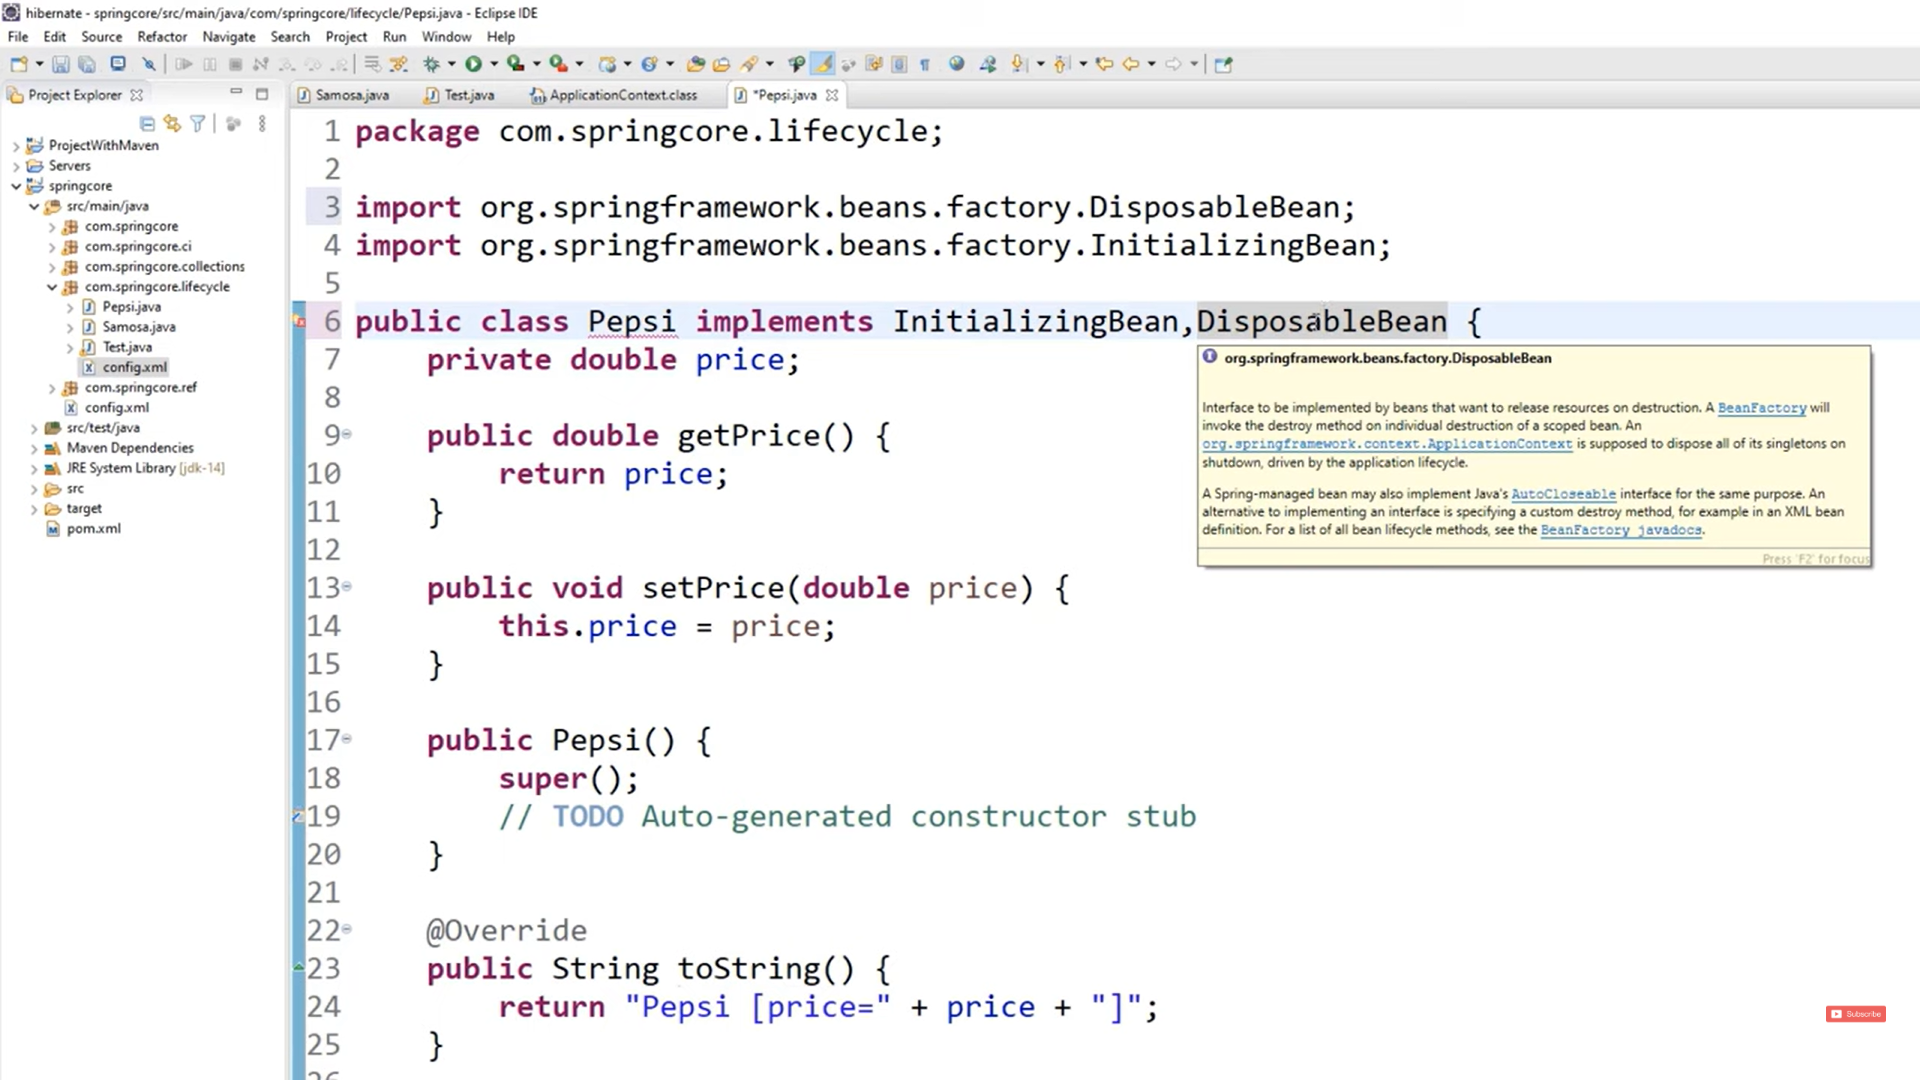 hibernate - springcore/src/main/java/com/springcore/lifecycle/Pepsi.java - Eclipse IDE
File Edit Source Refactor Navigate Search Project Run Window Help
Project Explorer
ProjectWithMaven
Servers
springcore
src/main/java
com.springcore
com.springcore.ci
com.springcore.collections
com.springcore.lifecycle
Pepsi.java
Samosa.java
Test.java
config.xml
com.springcore.ref
config.xml
src/test/java
Maven Dependencies
JRE System Library [jdk-14]
src
target
pom.xml
Samosa.java Test.java ApplicationContext.class *Pepsi.java
1 package com.springcore.lifecycle;
2
3 import org.springframework.beans.factory.DisposableBean;
4 import org.springframework.beans.factory.InitializingBean;
5
6 public class Pepsi implements InitializingBean,DisposableBean {
7 private double price;
8
9 public double getPrice() {
10 return price;
11 }
12
13 public void setPrice(double price) {
14 this.price = price;
15 }
16
17 public Pepsi() {
18 super();
19 // TODO Auto-generated constructor stub
20 }
21
22 @Override
23 public String toString() {
24 return "Pepsi [price=" + price + "]";
25 }
org.springframework.beans.factory.DisposableBean
Interface to be implemented by beans that want to release resources on destruction. A BeanFactory will
invoke the destroy method on individual destruction of a scoped bean. An
org.springframework.context.ApplicationContext is supposed to dispose all of its singletons on
shutdown, driven by the application lifecycle.
A Spring-managed bean may also implement Java's AutoCloseable interface for the same purpose. An
alternative to implementing an interface is specifying a custom destroy method, for example in an XML bean
definition. For a list of all bean lifecycle methods, see the BeanFactory javadocs.
Press 'F2' for focus
Subscribe